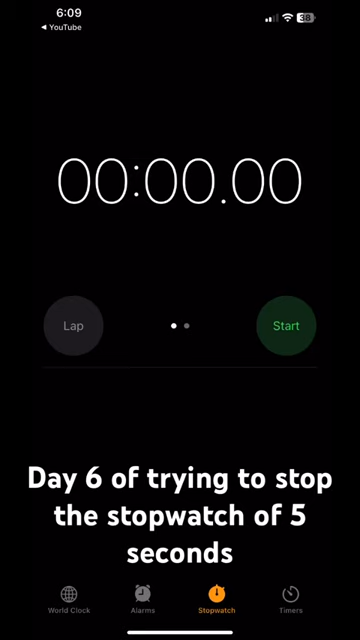 6:09
38
◀ YouTube
00:00.00
Lap
Start
Day 6 of trying to stop
the stopwatch of 5
seconds
World Clock
Alarms
Stopwatch
Timers